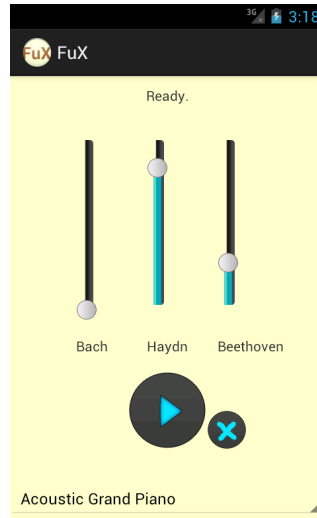 3G 3:18
FuX FuX
Ready.
Bach Haydn Beethoven
Acoustic Grand Piano